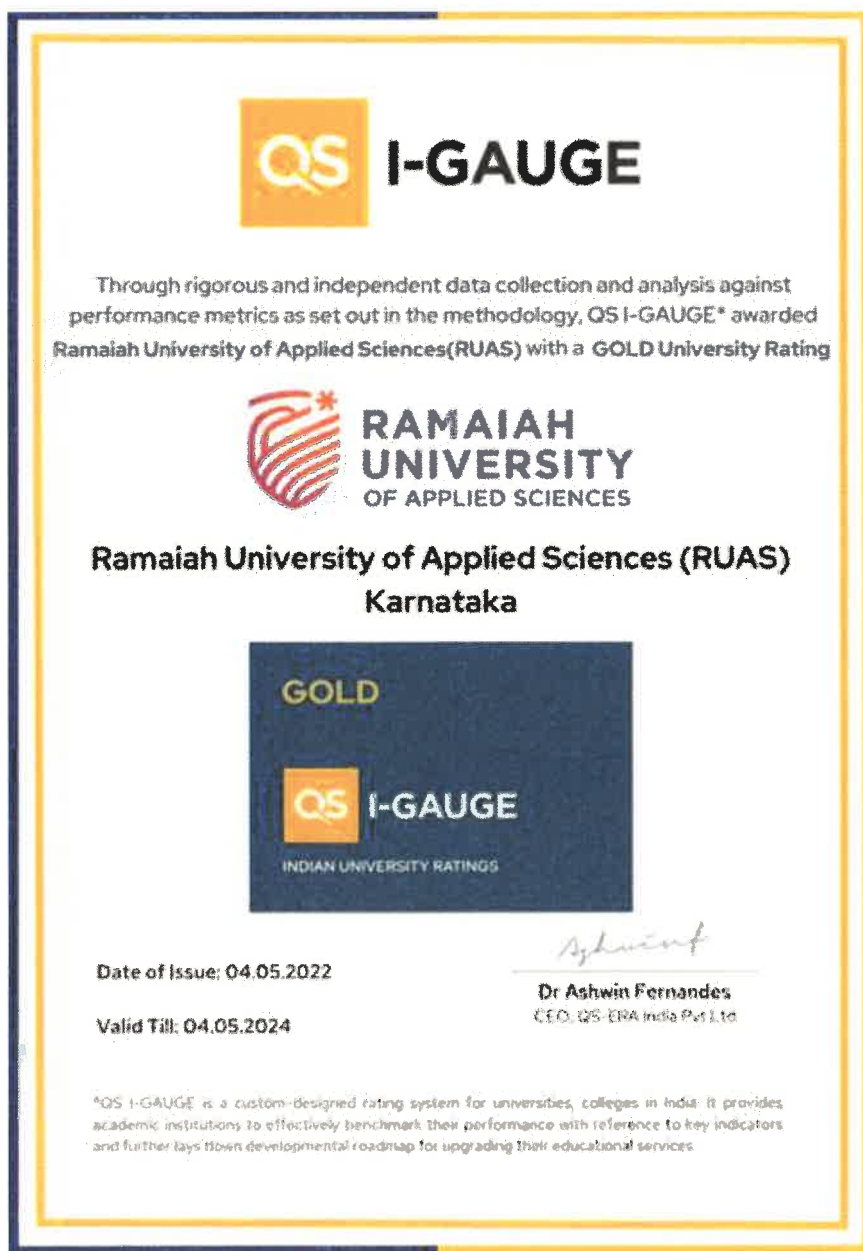 QS I-GAUGE
Through rigorous and independent data collection and analysis against
performance metrics as set out in the methodology, QS I-GAUGE* awarded
Ramaiah University of Applied Sciences(RUAS) with a GOLD University Rating
RAMAIAH
UNIVERSITY
OF APPLIED SCIENCES
Ramaiah University of Applied Sciences (RUAS)
Karnataka
GOLD
QS I-GAUGE
INDIAN UNIVERSITY RATINGS
Ashwinf
Date of Issue: 04.05.2022
Dr Ashwin Fernandes
CEO, QS-ERA India Pvt Ltd
Valid Till: 04.05.2024
*QS I-GAUGE is a custom-designed rating system for universities, colleges in India. It provides
academic institutions to effectively benchmark their performance with reference to key indicators
and further lays down developmental roadmap for upgrading their educational services